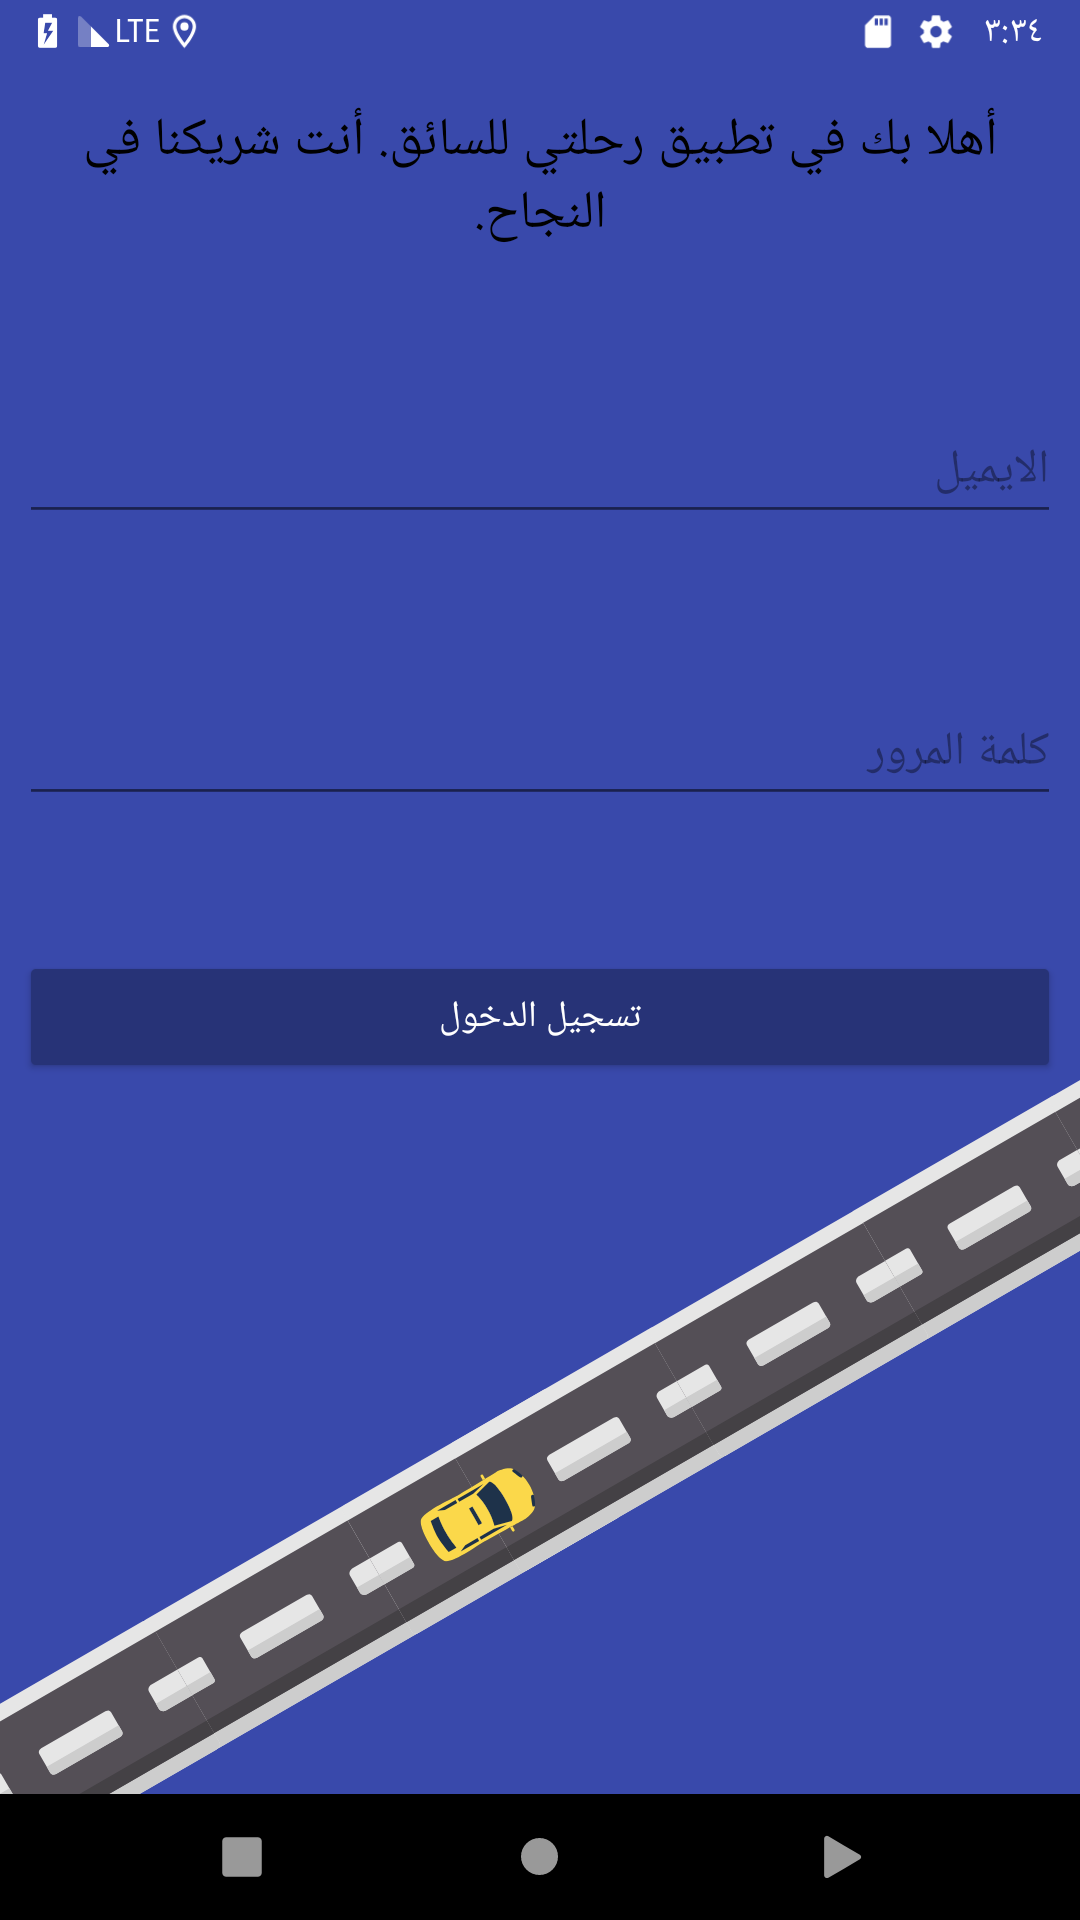 LTE ٣:٣٤
أهلا بك في تطبيق رحلتي للسائق. أنت شريكنا في
النجاح.
الايميل
كلمة المرور
تسجيل الدخول